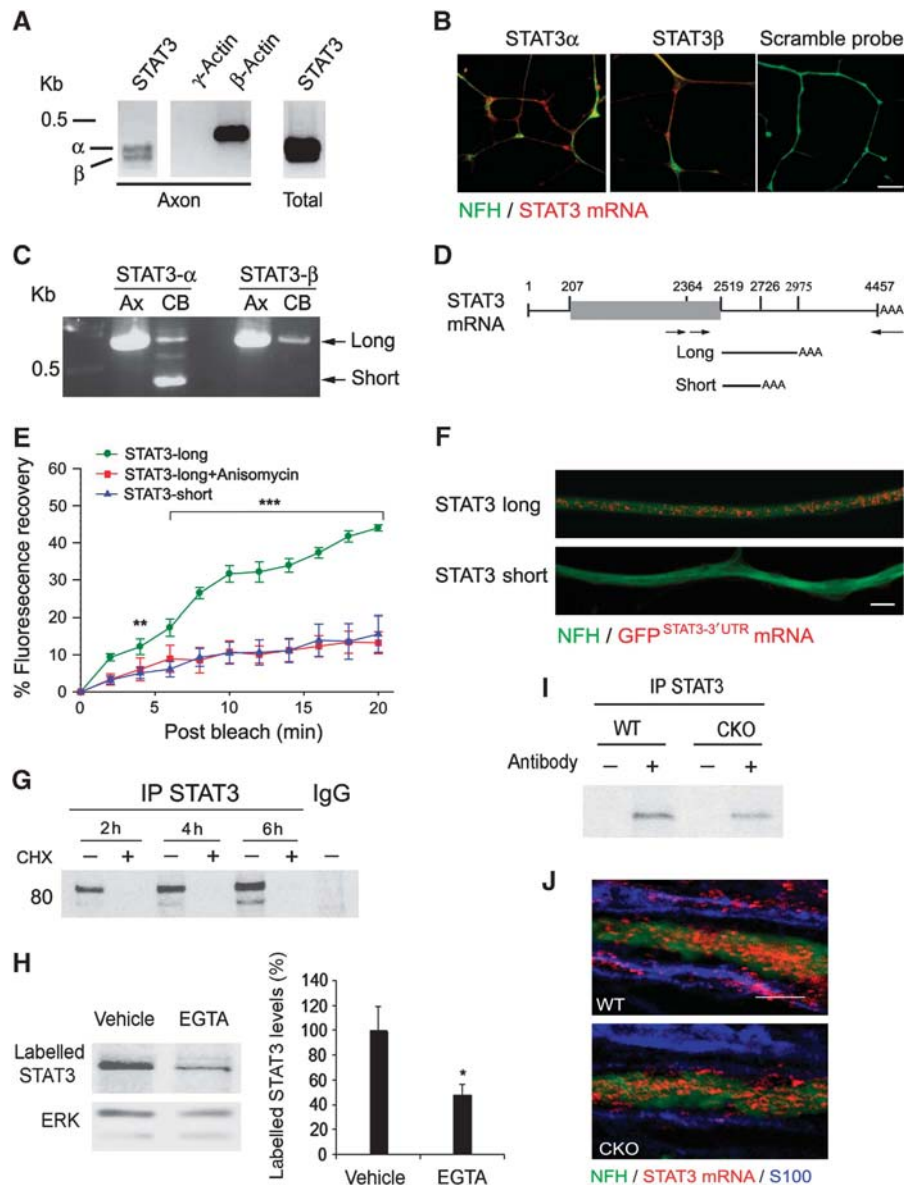 A
STAT3
γ-Actin
β-Actin
STAT3
Kb
0.5
α
β
Axon
Total
B
STAT3α
STAT3β
Scramble probe
NFH / STAT3 mRNA
C
STAT3-α
STAT3-β
Kb
Ax CB Ax CB
Long
0.5
Short
D
1 207 2364 2519 2726 2975 4457
STAT3
mRNA
AAA
Long AAA
Short AAA
E
STAT3-long
STAT3-long+Anisomycin
STAT3-short
% Fluoresecence recovery
60
50
40
30
20
10
0
***
**
0 5 10 15 20
Post bleach (min)
F
STAT3 long
STAT3 short
NFH / GFP STAT3-3'UTR mRNA
G
IP STAT3 IgG
2h 4h 6h
CHX − + − + − + −
80
H
Vehicle EGTA
Labelled
STAT3
ERK
Labelled STAT3 levels (%)
140
120
100
80
60
40
20
0
*
Vehicle EGTA
I
IP STAT3
WT CKO
Antibody − + − +
J
WT
CKO
NFH / STAT3 mRNA / S100